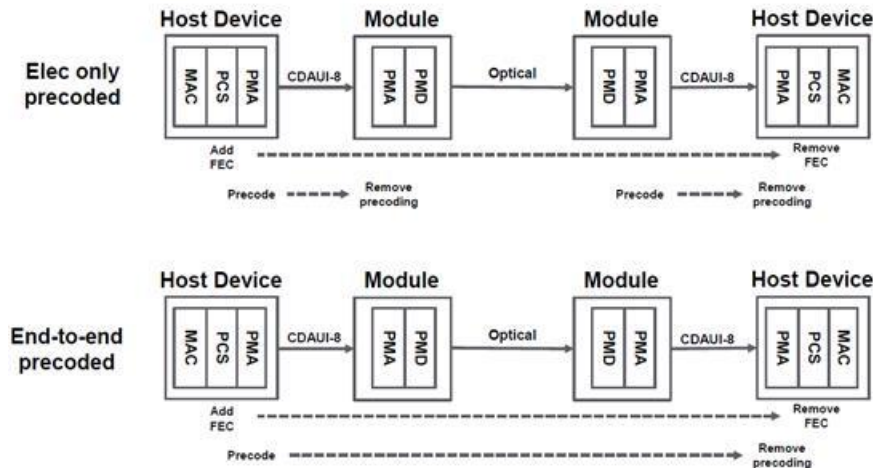 Host Device Module Module Host Device
Elec only
precoded
MAC PCS PMA CDAUI-8 PMA PMD Optical PMD PMA CDAUI-8 PMA PCS MAC
Add
FEC
Remove
FEC
Precode Remove
precoding
Precode Remove
precoding
Host Device Module Module Host Device
End-to-end
precoded
MAC PCS PMA CDAUI-8 PMA PMD Optical PMD PMA CDAUI-8 PMA PCS MAC
Add
FEC
Remove
FEC
Precode Remove
precoding